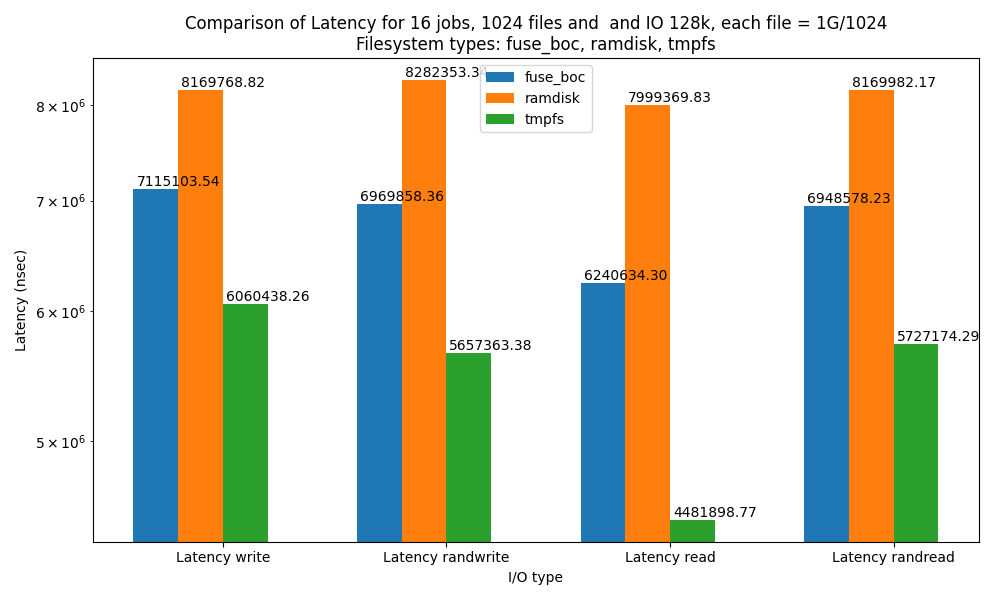 Comparison of Latency for 16 jobs, 1024 files and  and IO 128k, each file = 1G/1024
Filesystem types: fuse_boc, ramdisk, tmpfs
fuse_boc
ramdisk
tmpfs
8169768.82
8282353.34
7999369.83
8169982.17
7115103.54
6969858.36
6240634.30
6948578.23
6060438.26
5657363.38
4481898.77
5727174.29
8 × 10⁶
7 × 10⁶
6 × 10⁶
5 × 10⁶
Latency (nsec)
Latency write
Latency randwrite
Latency read
Latency randread
I/O type